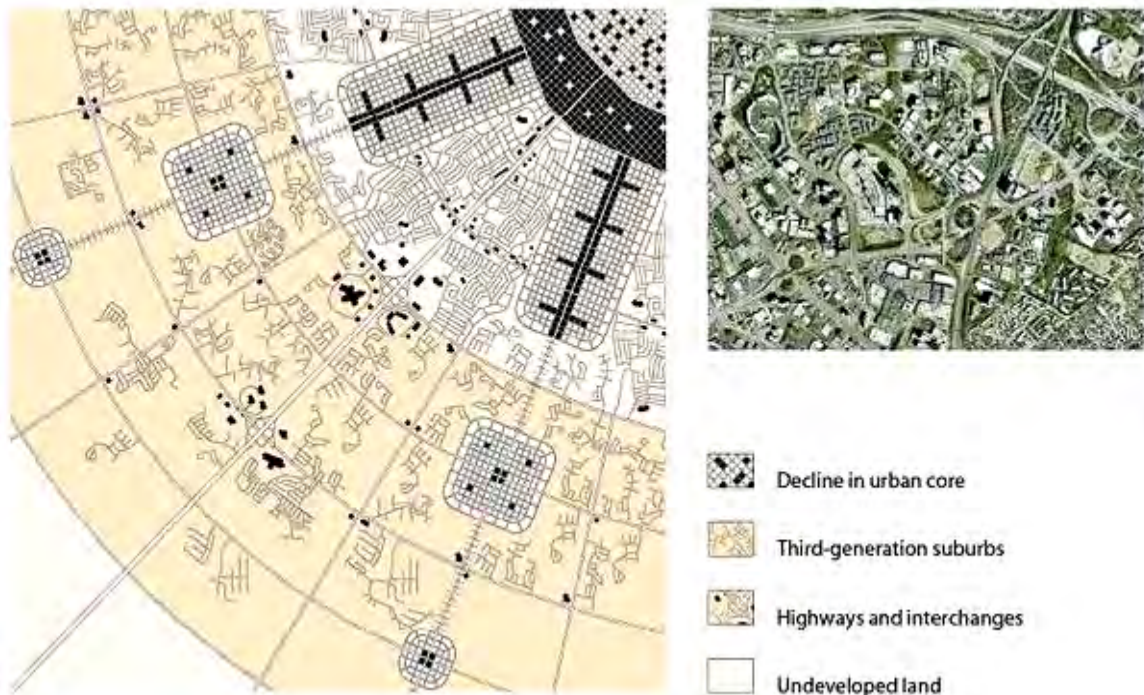 Decline in urban core
Third-generation suburbs
Highways and interchanges
Undeveloped land